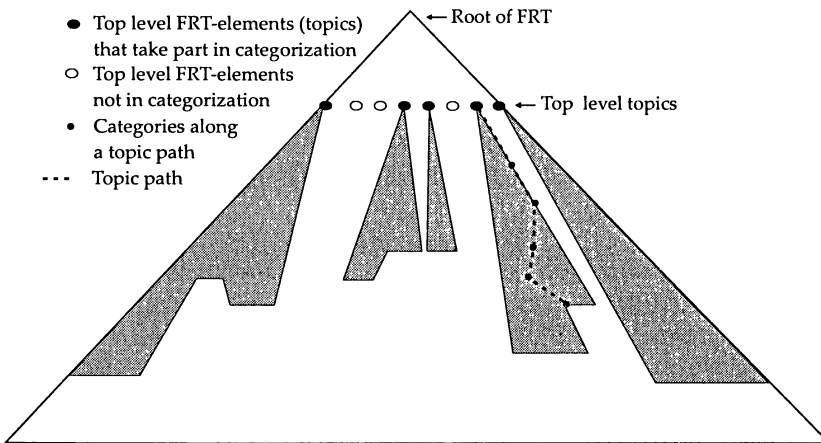 Root of FRT
Top level FRT-elements (topics)
that take part in categorization
Top level FRT-elements
not in categorization
Top level topics
Categories along
a topic path
Topic path